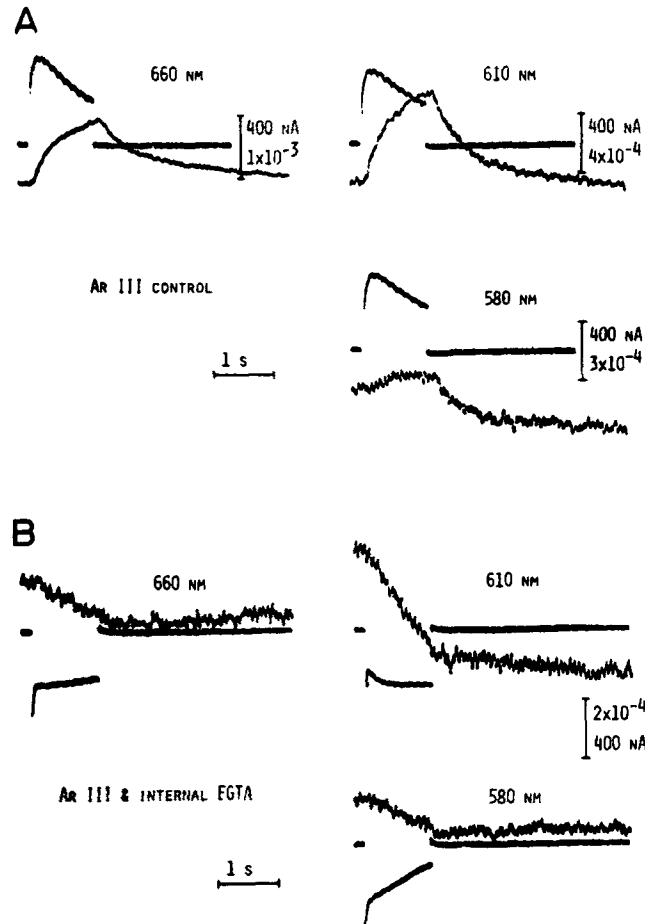 A
660 NM
400 NA
1x10⁻³
610 NM
400 NA
4x10⁻⁴
AR III CONTROL
1 s
580 NM
400 NA
3x10⁻⁴
B
660 NM
610 NM
2x10⁻⁴
400 NA
AR III & INTERNAL EGTA
1 s
580 NM